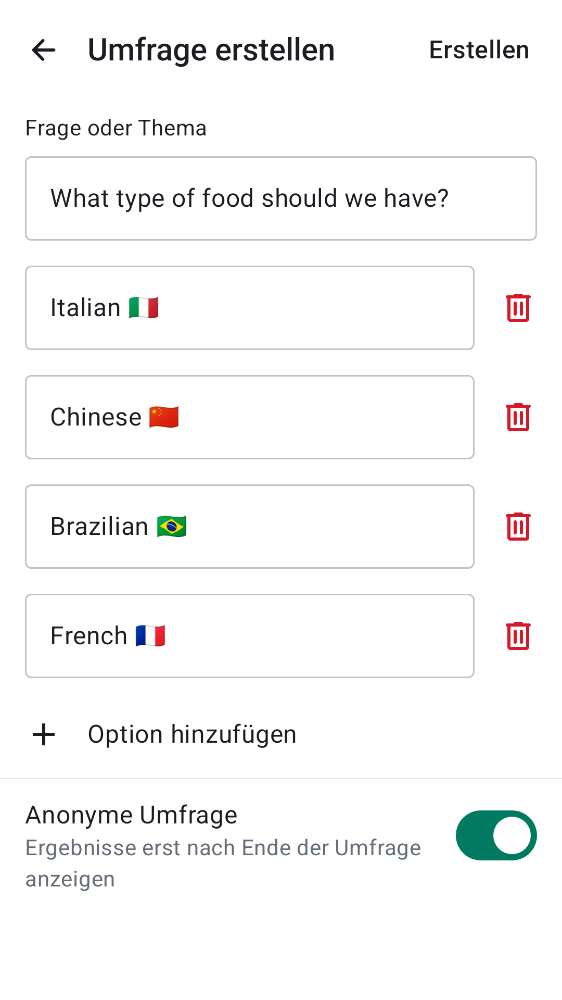 Umfrage erstellen
Erstellen
Frage oder Thema
What type of food should we have?
Italian 🇮🇹
Chinese 🇨🇳
Brazilian 🇧🇷
French 🇫🇷
Option hinzufügen
Anonyme Umfrage
Ergebnisse erst nach Ende der Umfrage
anzeigen